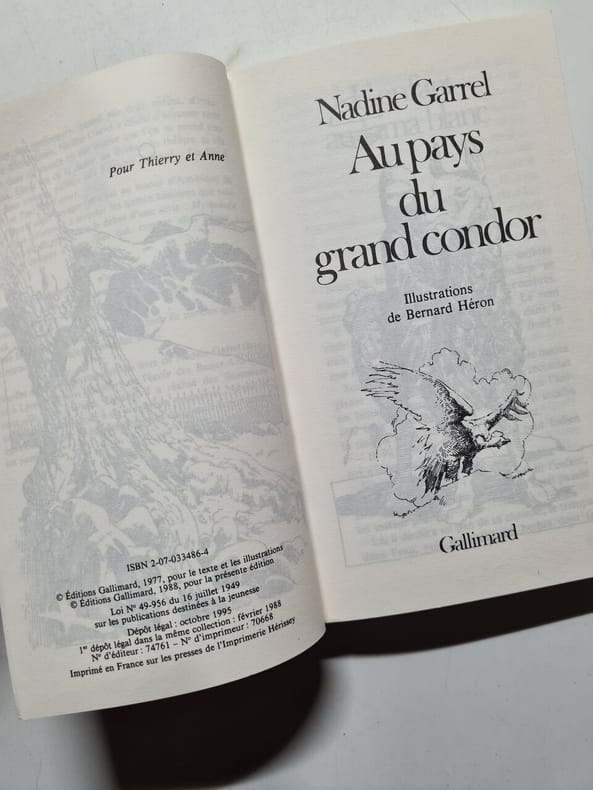 Pour Thierry et Anne
ISBN 2-07-033486-4
© Éditions Gallimard, 1977, pour le texte et les illustrations
© Éditions Gallimard, 1988, pour la présente édition
Loi N° 49-956 du 16 juillet 1949
sur les publications destinées à la jeunesse
Dépôt légal : octobre 1995
1er dépôt légal dans la même collection : février 1988
N° d'éditeur : 74761 – N° d'imprimeur : 70668
Imprimé en France sur les presses de l'Imprimerie Hérissey
Nadine Garrel
Au pays
du
grand condor
Illustrations
de Bernard Héron
Gallimard